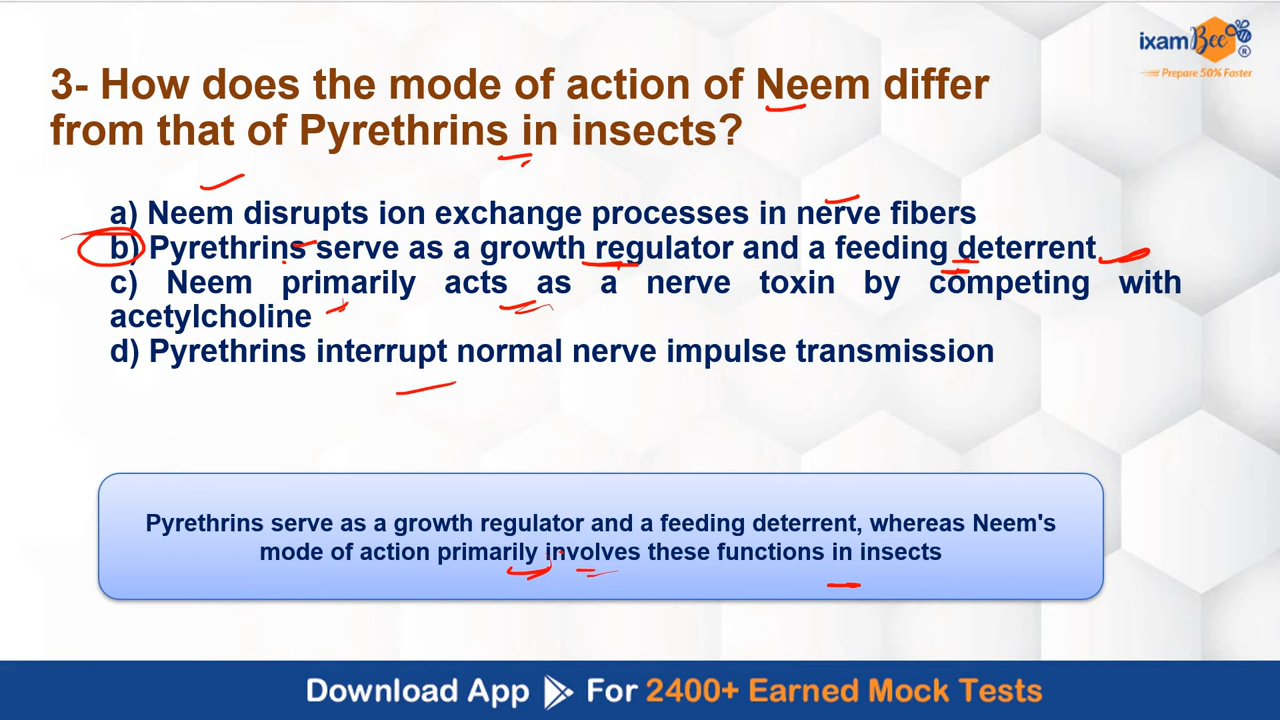 ixamBee®
Prepare 50% Faster
3- How does the mode of action of Neem differ
from that of Pyrethrins in insects?
a) Neem disrupts ion exchange processes in nerve fibers
b) Pyrethrins serve as a growth regulator and a feeding deterrent
c) Neem primarily acts as a nerve toxin by competing with
acetylcholine
d) Pyrethrins interrupt normal nerve impulse transmission
Pyrethrins serve as a growth regulator and a feeding deterrent, whereas Neem's
mode of action primarily involves these functions in insects
Download App For 2400+ Earned Mock Tests